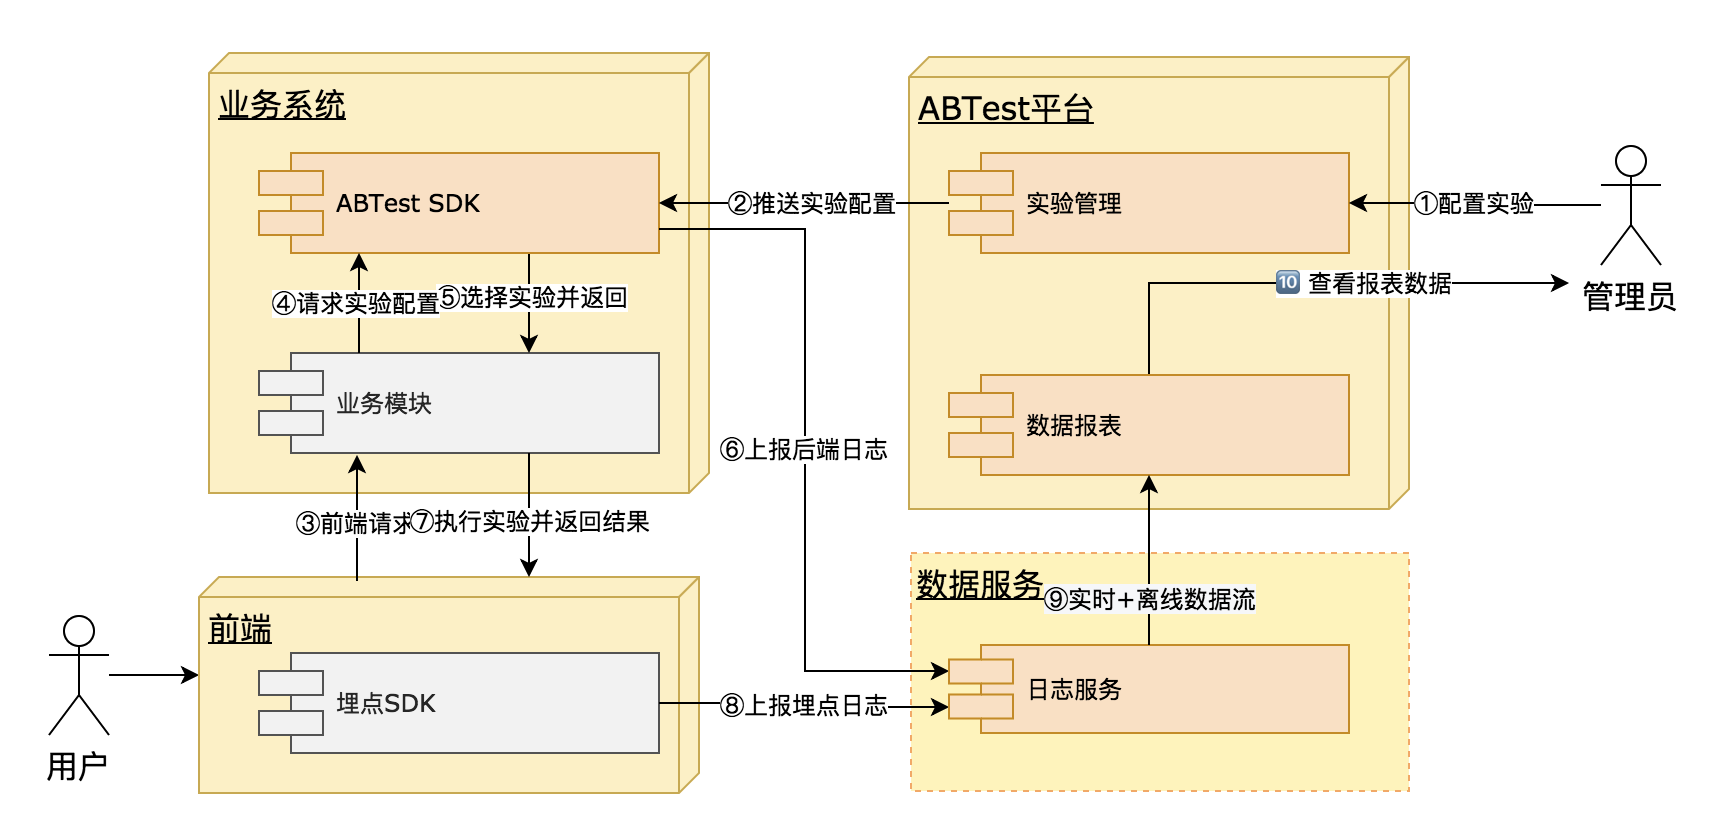 业务系统
ABTest平台
ABTest SDK
②推送实验配置
实验管理
①配置实验
④请求实验配置
⑤选择实验并返回
🔟 查看报表数据
管理员
业务模块
数据报表
⑥上报后端日志
③前端请求
⑦执行实验并返回结果
数据服务
⑨实时+离线数据流
前端
埋点SDK
⑧上报埋点日志
日志服务
用户